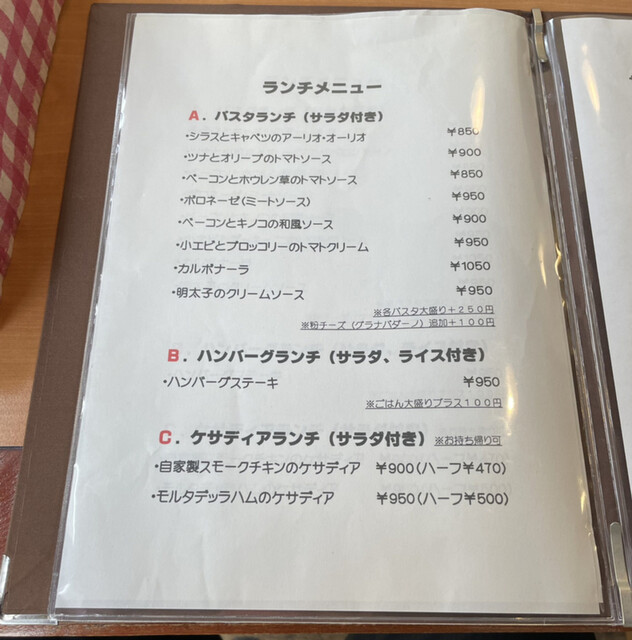 ランチメニュー
A．パスタランチ（サラダ付き）
・シラスとキャベツのアーリオ・オーリオ ¥850
・ツナとオリーブのトマトソース ¥900
・ベーコンとホウレン草のトマトソース ¥850
・ボロネーゼ（ミートソース） ¥950
・ベーコンとキノコの和風ソース ¥900
・小エビとブロッコリーのトマトクリーム ¥950
・カルボナーラ ¥1050
・明太子のクリームソース ¥950
※各パスタ大盛り＋２５０円
※粉チーズ（グラナパダーノ）追加＋１００円
B．ハンバーグランチ（サラダ、ライス付き）
・ハンバーグステーキ ¥950
※ごはん大盛りプラス１００円
C．ケサディアランチ（サラダ付き）※お持ち帰り可
・自家製スモークチキンのケサディア ¥900（ハーフ¥470）
・モルタデッラハムのケサディア ¥950（ハーフ¥500）